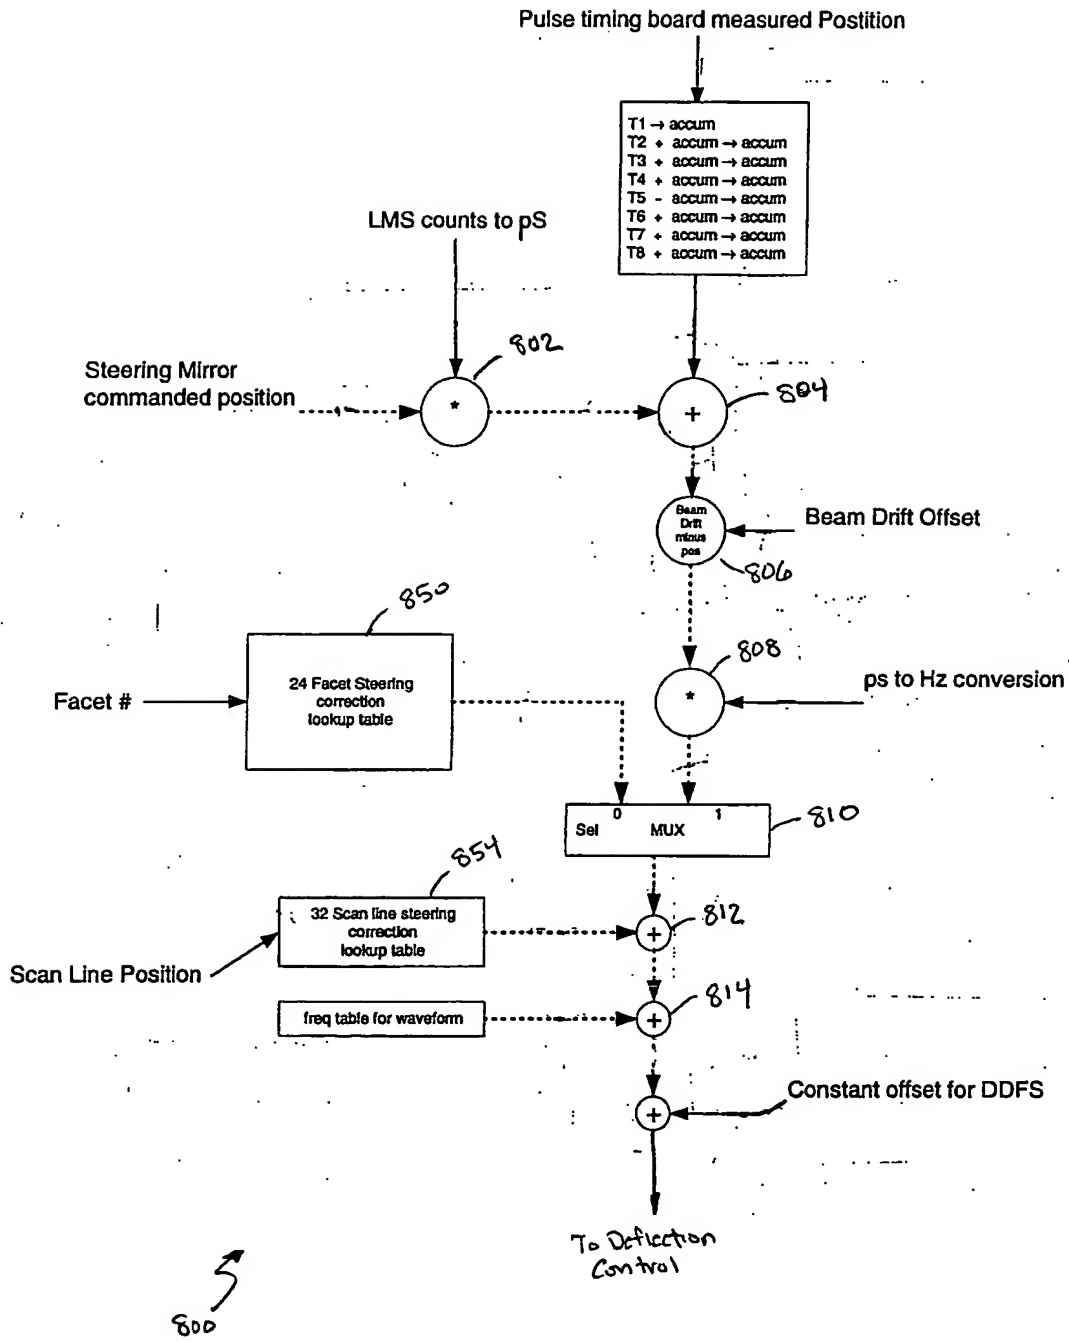 Pulse timing board measured Postition
T1 → accum
T2 + accum → accum
T3 + accum → accum
T4 + accum → accum
T5 - accum → accum
T6 + accum → accum
T7 + accum → accum
T8 + accum → accum
LMS counts to pS
802
Steering Mirror
commanded position
*
+
804
Beam
Drift
minus
pos
Beam Drift Offset
806
850
24 Facet Steering
correction
lookup table
Facet #
808
*
ps to Hz conversion
0 1
Sel MUX
810
854
32 Scan line steering
correction
lookup table
+
812
Scan Line Position
814
freq table for waveform
+
Constant offset for DDFS
+
To Deflection
Control
800